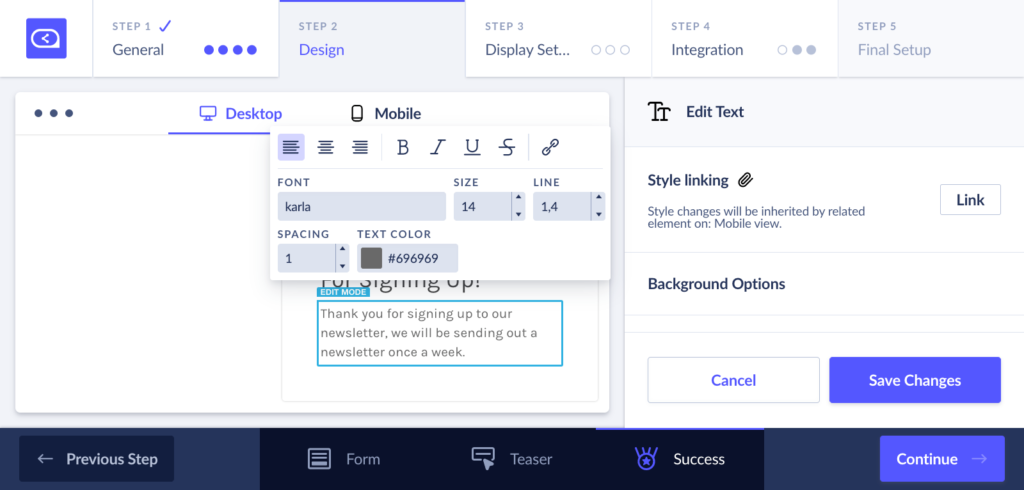 STEP 1
General
STEP 2
Design
STEP 3
Display Set...
STEP 4
Integration
STEP 5
Final Setup
Desktop
Mobile
B I U S
FONT
SIZE
LINE
karla
14
1,4
SPACING
TEXT COLOR
1
#696969
For Signing Up!
EDIT MODE
Thank you for signing up to our
newsletter, we will be sending out a
newsletter once a week.
TT
Edit Text
Style linking
Style changes will be inherited by related
element on: Mobile view.
Link
Background Options
Cancel
Save Changes
Previous Step
Form
Teaser
Success
Continue